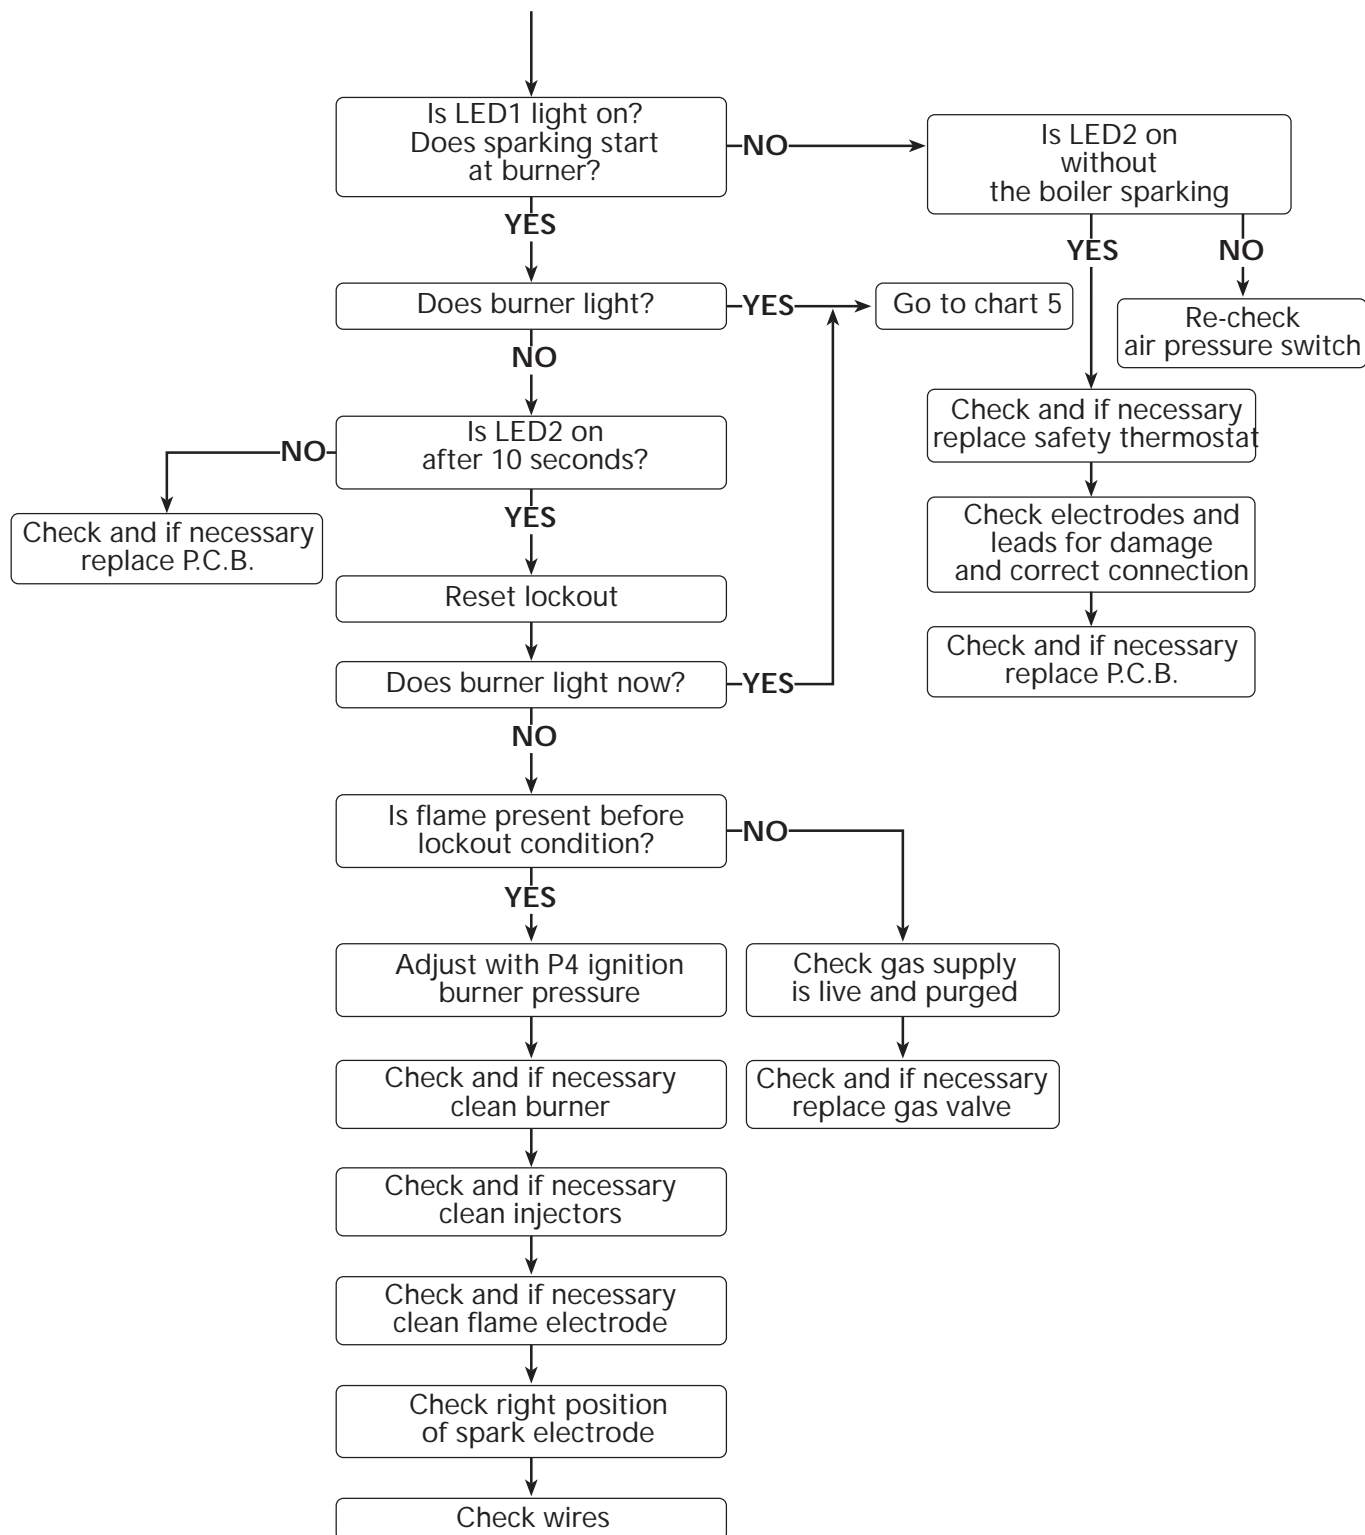 Is LED1 light on?
Does sparking start
at burner?
NO
Is LED2 on
without
the boiler sparking
YES
YES
NO
Does burner light?
YES
Go to chart 5
Re-check
air pressure switch
NO
Is LED2 on
after 10 seconds?
NO
Check and if necessary
replace safety thermostat
Check and if necessary
replace P.C.B.
YES
Check electrodes and
leads for damage
and correct connection
Reset lockout
Check and if necessary
replace P.C.B.
Does burner light now?
YES
NO
Is flame present before
lockout condition?
NO
YES
Adjust with P4 ignition
burner pressure
Check gas supply
is live and purged
Check and if necessary
clean burner
Check and if necessary
replace gas valve
Check and if necessary
clean injectors
Check and if necessary
clean flame electrode
Check right position
of spark electrode
Check wires